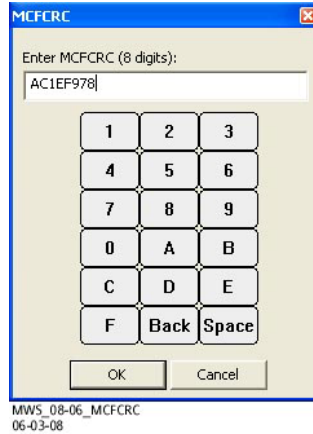 MCFCRC
Enter MCFCRC (8 digits):
AC1EF978
1 2 3
4 5 6
7 8 9
0 A B
C D E
F Back Space
OK Cancel
MWS_08-06_MCFCRC
06-03-08